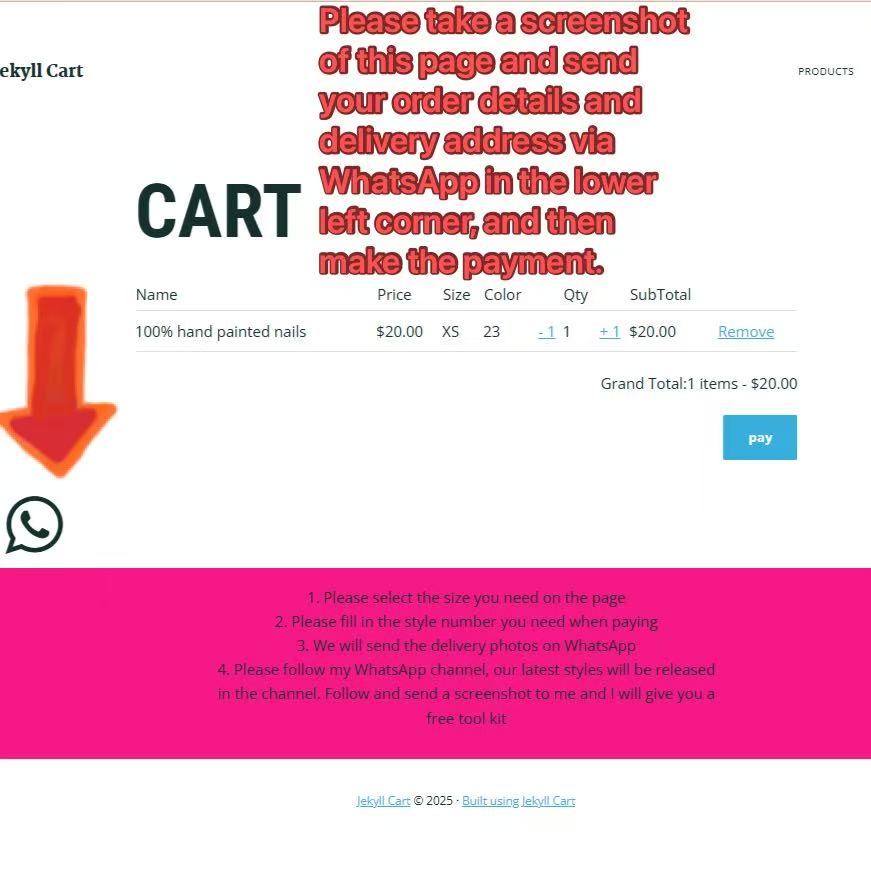 Please take a screenshot
of this page and send
your order details and
delivery address via
WhatsApp in the lower
left corner, and then
make the payment.
ekyll Cart
PRODUCTS
CART
Name Price Size Color Qty SubTotal
100% hand painted nails $20.00 XS 23 - 1 1 + 1 $20.00 Remove
Grand Total:1 items - $20.00
pay
1. Please select the size you need on the page
2. Please fill in the style number you need when paying
3. We will send the delivery photos on WhatsApp
4. Please follow my WhatsApp channel, our latest styles will be released
in the channel. Follow and send a screenshot to me and I will give you a
free tool kit
Jekyll Cart © 2025 · Built using Jekyll Cart